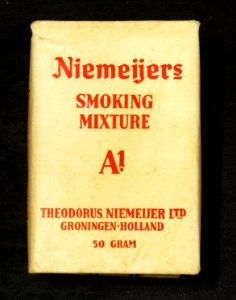 Niemeijers
SMOKING
MIXTURE
A1
THEODORUS NIEMEIJER LTD
GRONINGEN-HOLLAND
50 GRAM